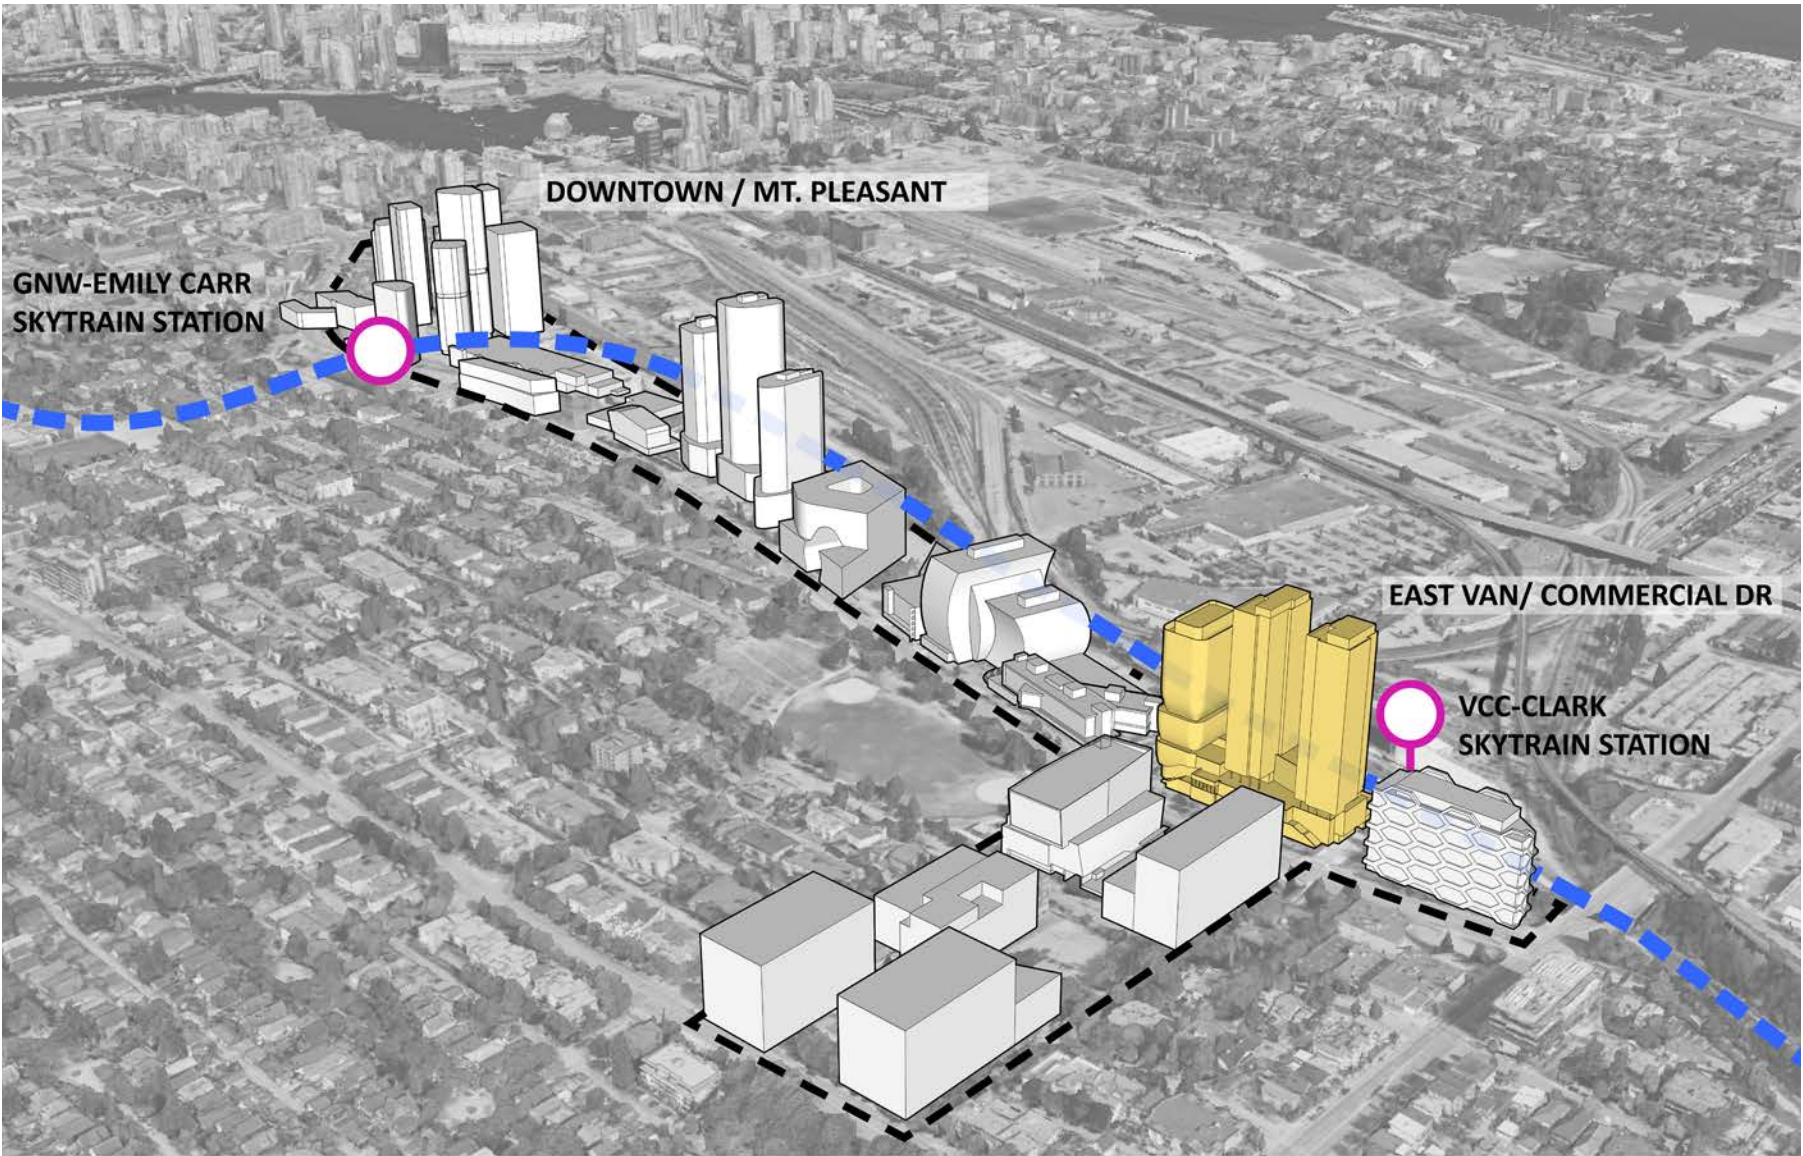 DOWNTOWN / MT. PLEASANT
GNW-EMILY CARR
SKYTRAIN STATION
EAST VAN/ COMMERCIAL DR
VCC-CLARK
SKYTRAIN STATION